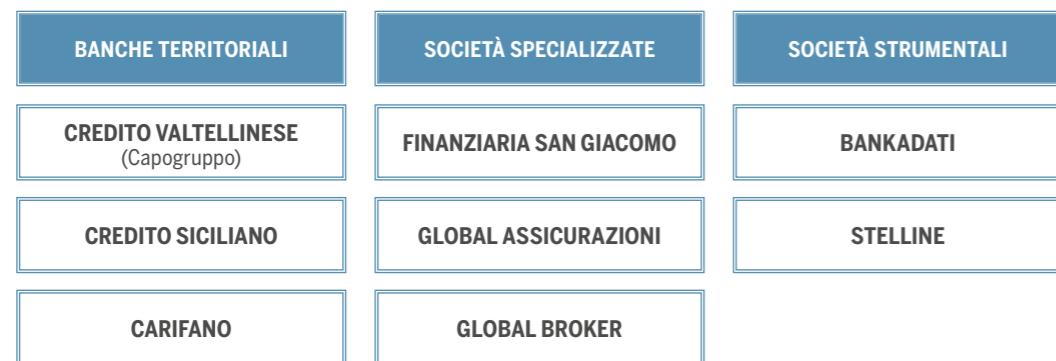 BANCHE TERRITORIALI
SOCIETÀ SPECIALIZZATE
SOCIETÀ STRUMENTALI
CREDITO VALTELLINESE
(Capogruppo)
FINANZIARIA SAN GIACOMO
BANKADATI
CREDITO SICILIANO
GLOBAL ASSICURAZIONI
STELLINE
CARIFANO
GLOBAL BROKER